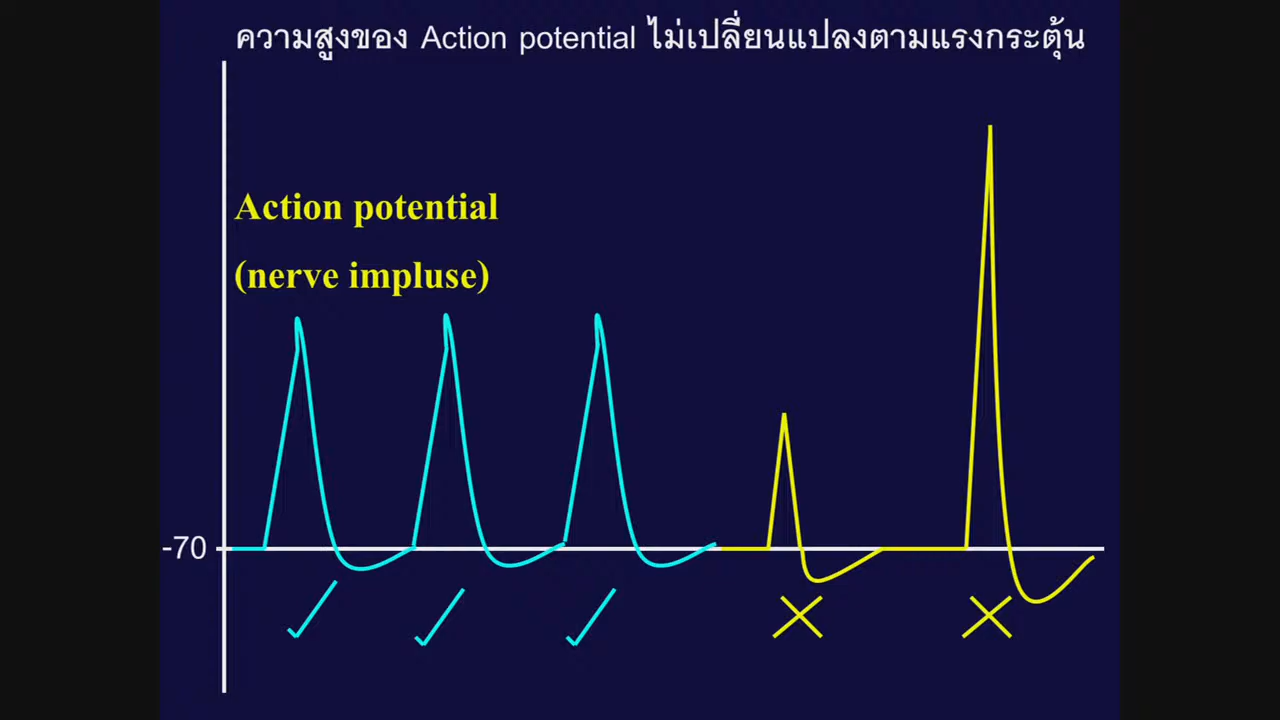 ความสูงของ Action potential ไม่เปลี่ยนแปลงตามแรงกระตุ้น
Action potential
(nerve impluse)
-70